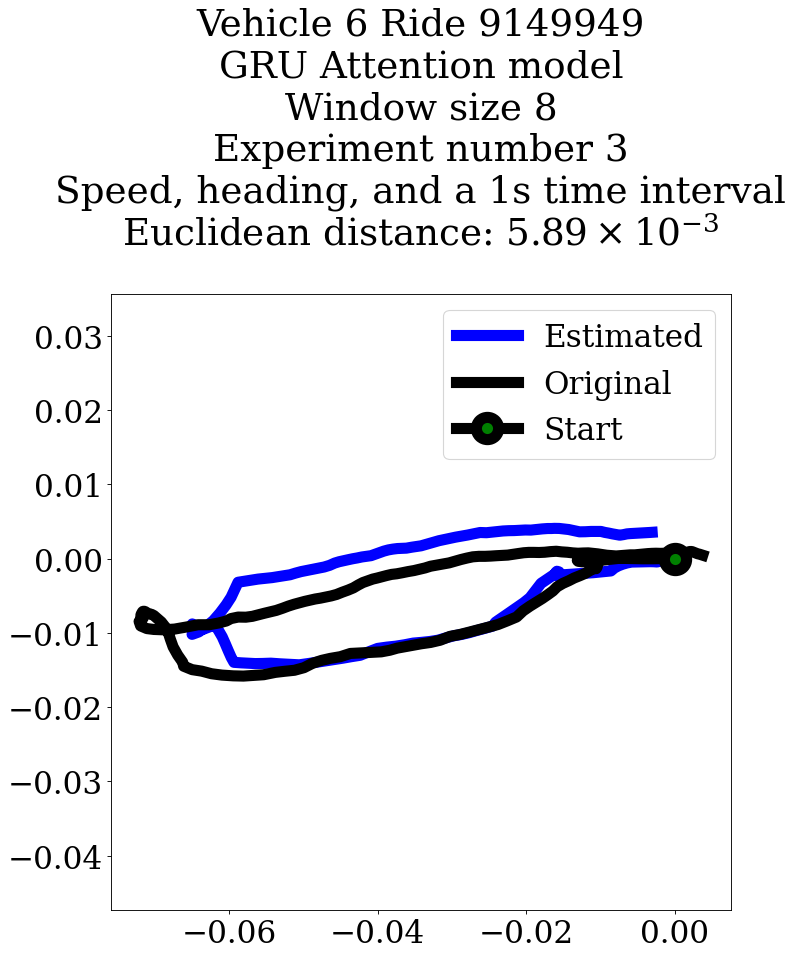 Vehicle 6 Ride 9149949
GRU Attention model
Window size 8
Experiment number 3
Speed, heading, and a 1s time interval
Euclidean distance: 5.89 × 10⁻³
Estimated
Original
Start
0.03
0.02
0.01
0.00
−0.01
−0.02
−0.03
−0.04
−0.06
−0.04
−0.02
0.00